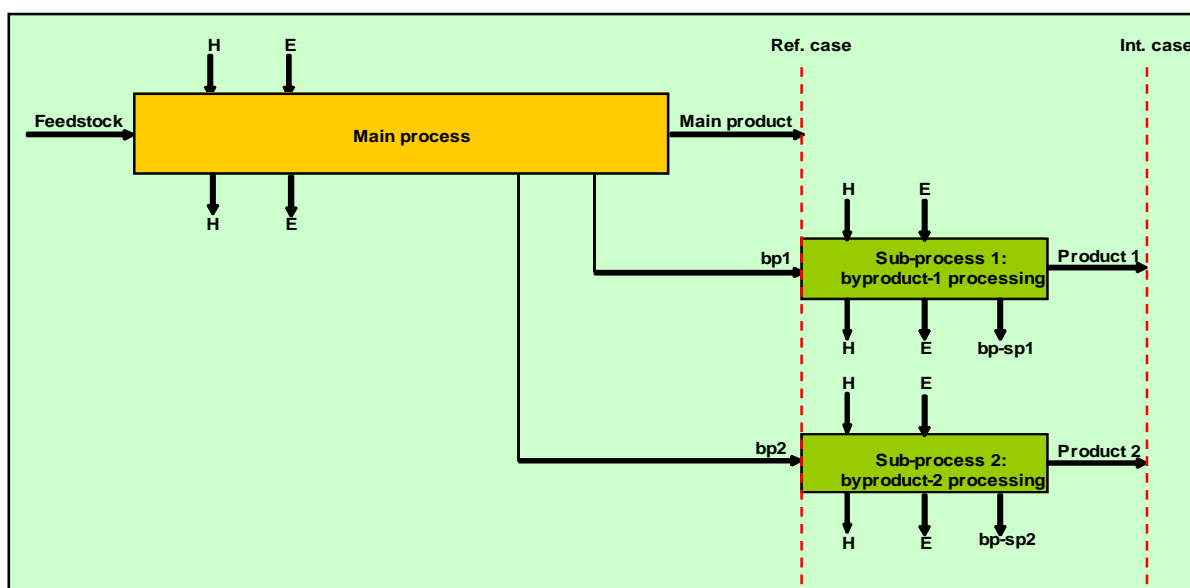 Ref. case
Int. case
H
E
Feedstock
Main process
Main product
H
E
H
E
bp1
Sub-process 1:
byproduct-1 processing
Product 1
H
E
bp-sp1
H
E
bp2
Sub-process 2:
byproduct-2 processing
Product 2
H
E
bp-sp2